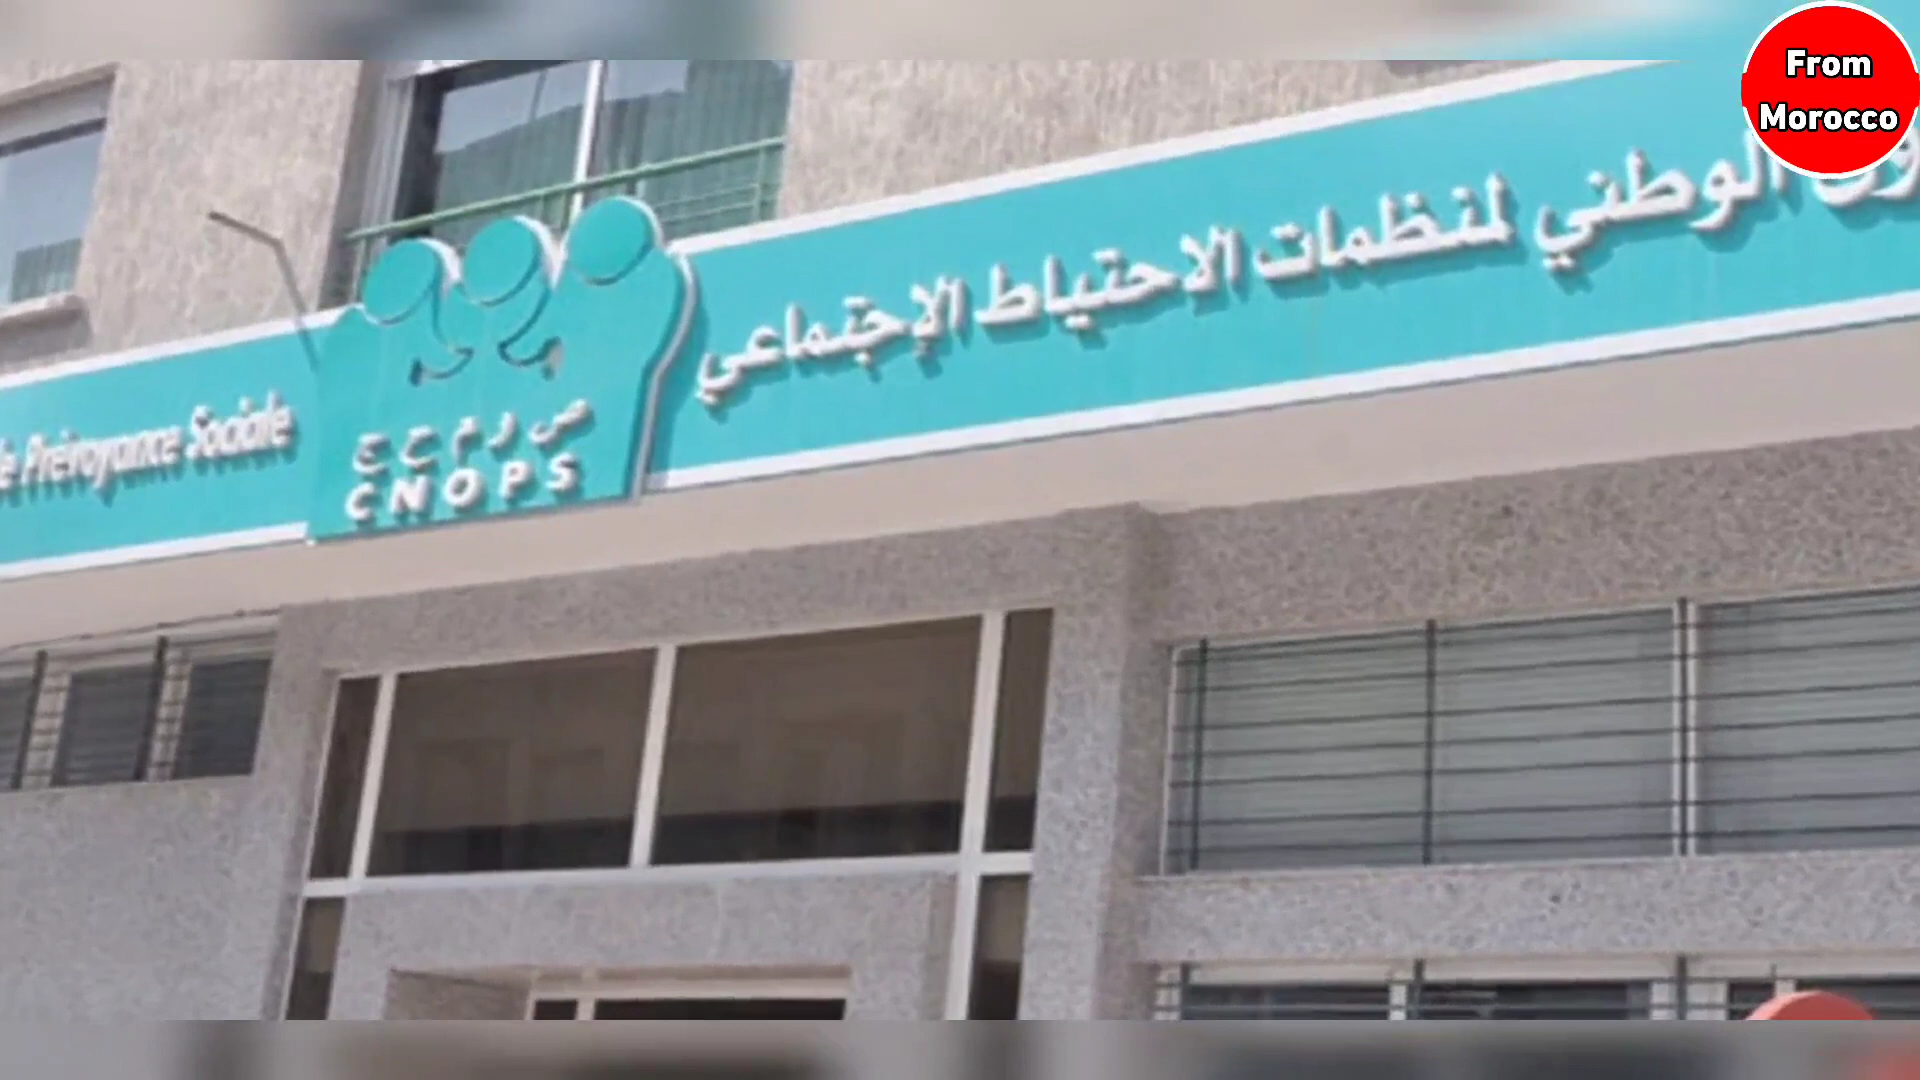 From
Morocco
الوطني لمنظمات الاحتياط الإجتماعي
Prévoyance Sociale
CNOPS